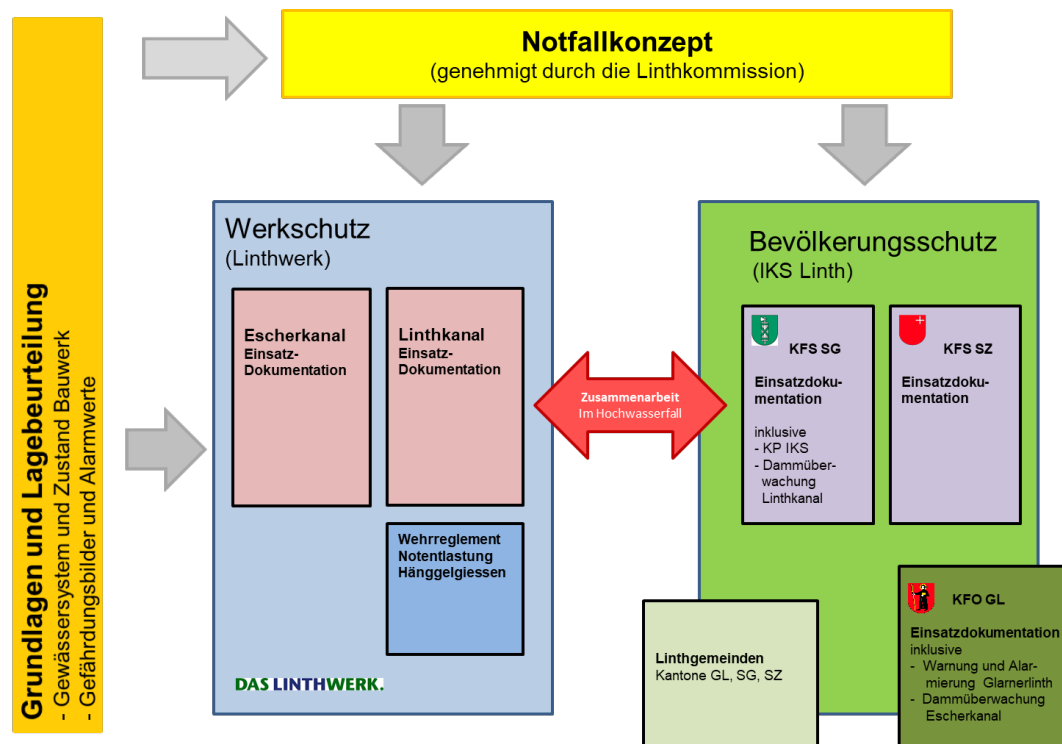 Grundlagen und Lagebeurteilung
- Gewässersystem und Zustand Bauwerk
- Gefährdungsbilder und Alarmwerte
Notfallkonzept
(genehmigt durch die Linthkommission)
Werkschutz
(Linthwerk)
Escherkanal
Einsatz-
Dokumentation
Linthkanal
Einsatz-
Dokumentation
Wehrreglement
Notentlastung
Hänggelgiessen
DAS LINTHWERK.
Zusammenarbeit
Im Hochwasserfall
Bevölkerungsschutz
(IKS Linth)
KFS SG
Einsatzdoku-
mentation
inklusive
- KP IKS
- Dammüber-
wachung
Linthkanal
KFS SZ
Einsatzdoku-
mentation
Linthgemeinden
Kantone GL, SG, SZ
KFO GL
Einsatzdokumentation
inklusive
- Warnung und Alar-
mierung Glarnerlinth
- Dammüberwachung
Escherkanal